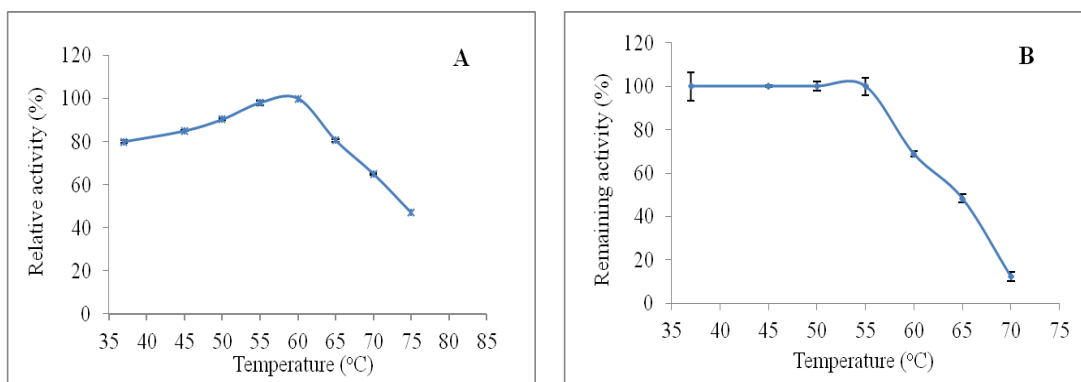 A
Relative activity (%)
120
100
80
60
40
20
0
35 40 45 50 55 60 65 70 75 80 85
Temperature (°C)
B
Remaining activity (%)
120
100
80
60
40
20
0
35 40 45 50 55 60 65 70 75
Temperature (°C)